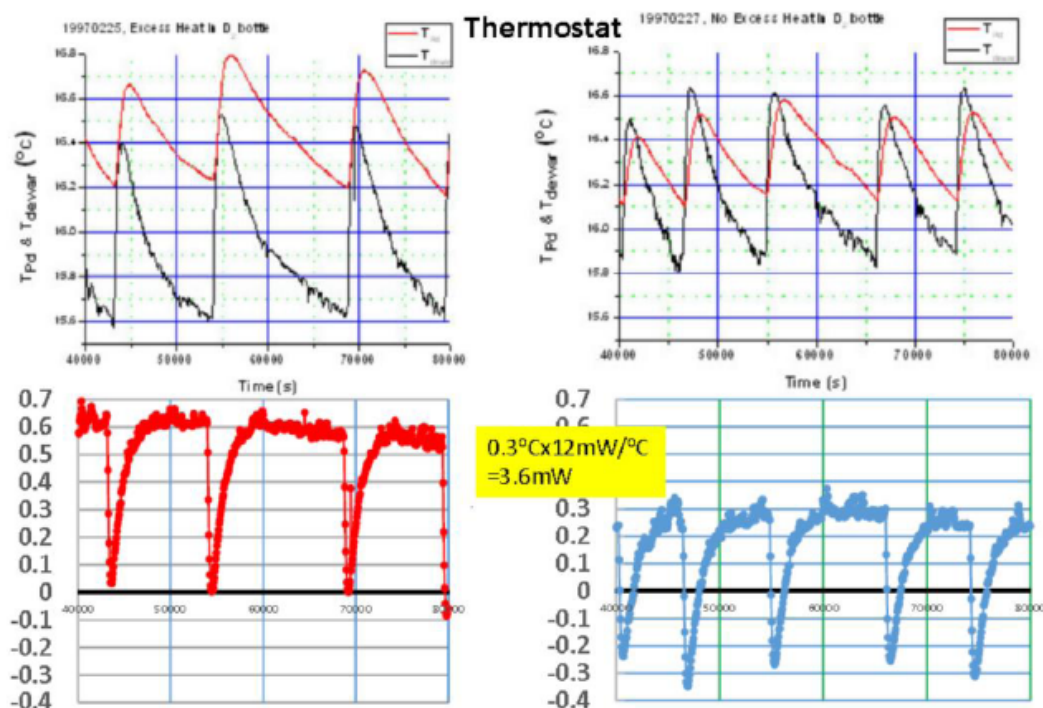 Thermostat
19970225, Excess Heat in D2 bottle
TPd
TPd & Tdewar (°C)
16.8
16.6
16.4
16.2
16.0
15.8
15.6
40000 50000 60000 70000 80000
Time (s)
19970227, No Excess Heat in D2 bottle
TPd
TPd & Tdewar (°C)
16.8
16.6
16.4
16.2
16.0
15.8
15.6
40000 50000 60000 70000 80000
Time (s)
0.7
0.6
0.5
0.4
0.3
0.2
0.1
0
-0.1
-0.2
-0.3
-0.4
40000 50000 60000 70000 80000
0.3°Cx12mW/°C
=3.6mW
0.7
0.6
0.5
0.4
0.3
0.2
0.1
0
-0.1
-0.2
-0.3
-0.4
40000 50000 60000 70000 80000